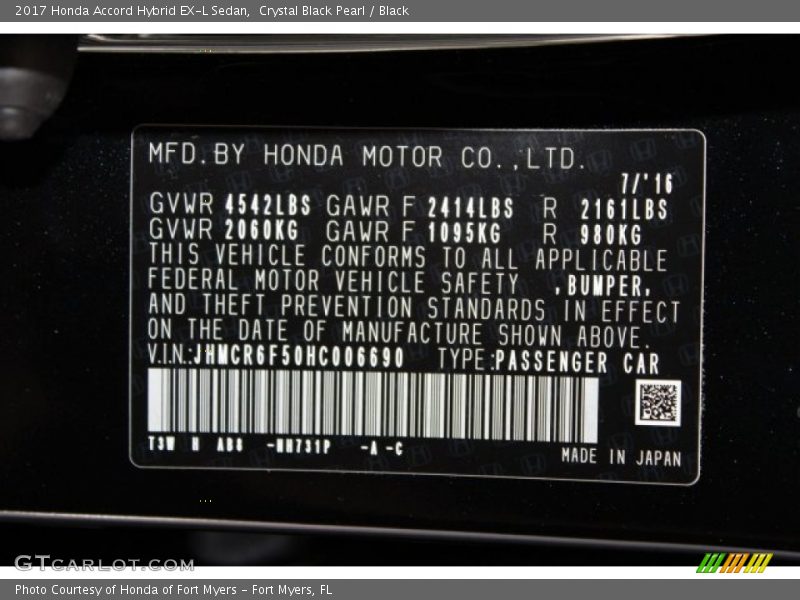 2017 Honda Accord Hybrid EX-L Sedan,  Crystal Black Pearl / Black
MFD.BY HONDA MOTOR CO.,LTD.
7/'16
GVWR 4542LBS GAWR F 2414LBS R 2161LBS
GVWR 2060KG GAWR F 1095KG R 980KG
THIS VEHICLE CONFORMS TO ALL APPLICABLE
FEDERAL MOTOR VEHICLE SAFETY ,BUMPER,
AND THEFT PREVENTION STANDARDS IN EFFECT
ON THE DATE OF MANUFACTURE SHOWN ABOVE.
V.I.N.:JHMCR6F50HC006690 TYPE:PASSENGER CAR
-A -C
MADE IN JAPAN
GTCARLOT.COM
Photo Courtesy of Honda of Fort Myers - Fort Myers, FL